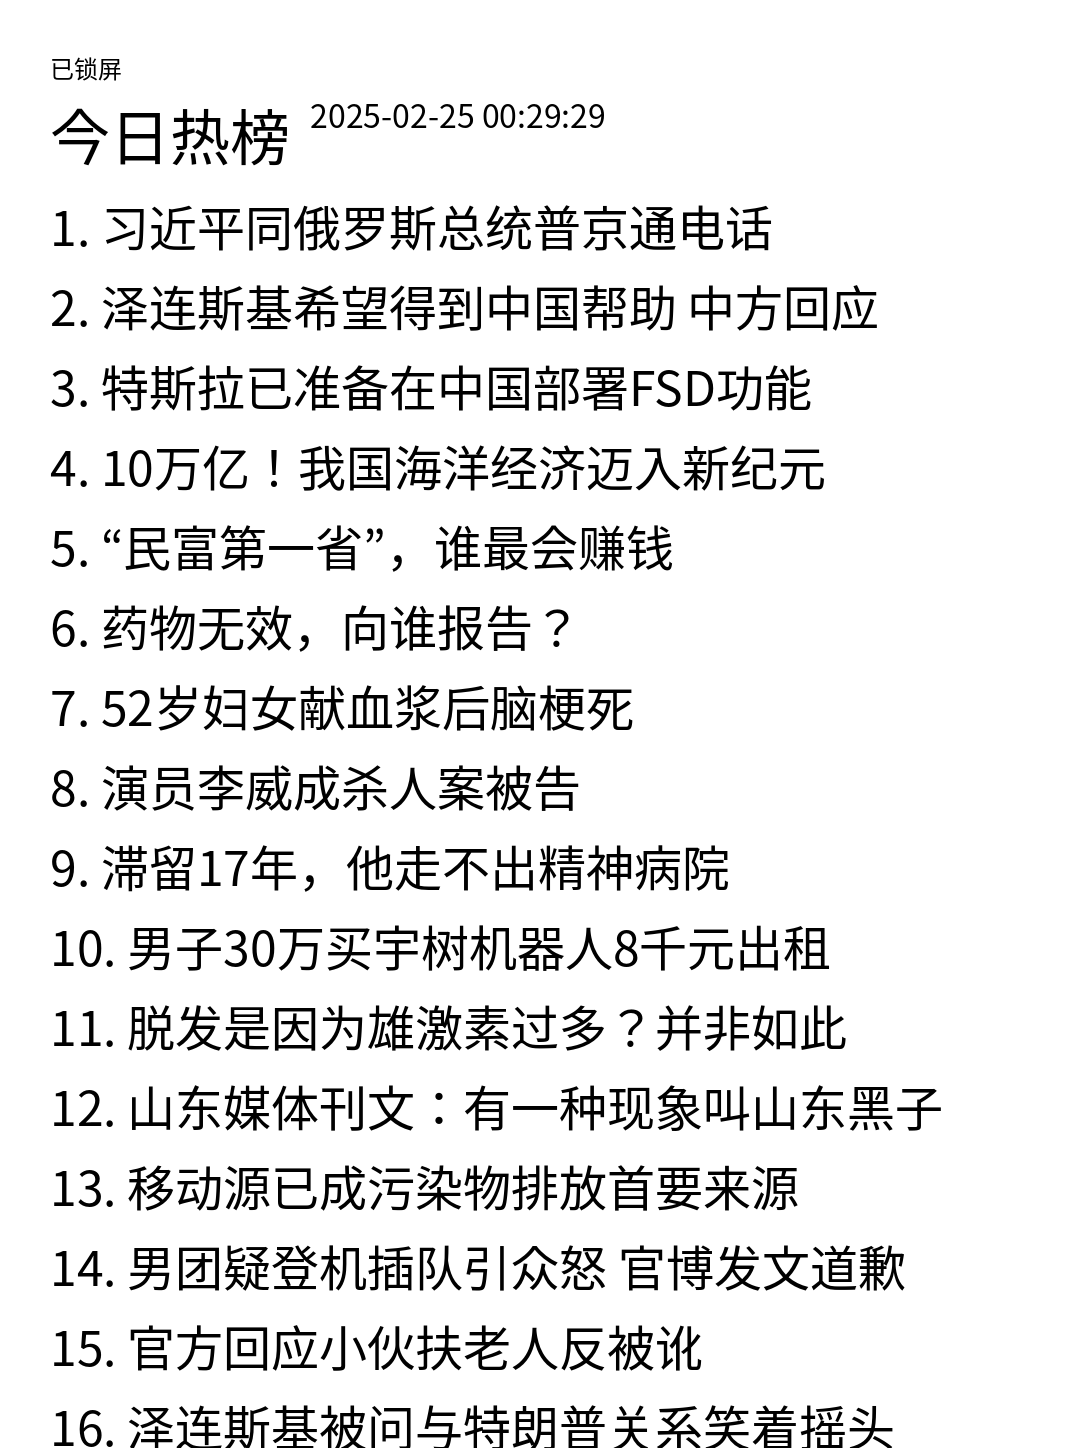 已锁屏
今日热榜 2025-02-25 00:29:29
1. 习近平同俄罗斯总统普京通电话
2. 泽连斯基希望得到中国帮助 中方回应
3. 特斯拉已准备在中国部署FSD功能
4. 10万亿！我国海洋经济迈入新纪元
5. “民富第一省”，谁最会赚钱
6. 药物无效，向谁报告？
7. 52岁妇女献血浆后脑梗死
8. 演员李威成杀人案被告
9. 滞留17年，他走不出精神病院
10. 男子30万买宇树机器人8千元出租
11. 脱发是因为雄激素过多？并非如此
12. 山东媒体刊文：有一种现象叫山东黑子
13. 移动源已成污染物排放首要来源
14. 男团疑登机插队引众怒 官博发文道歉
15. 官方回应小伙扶老人反被讹
16. 泽连斯基被问与特朗普关系笑着摇头